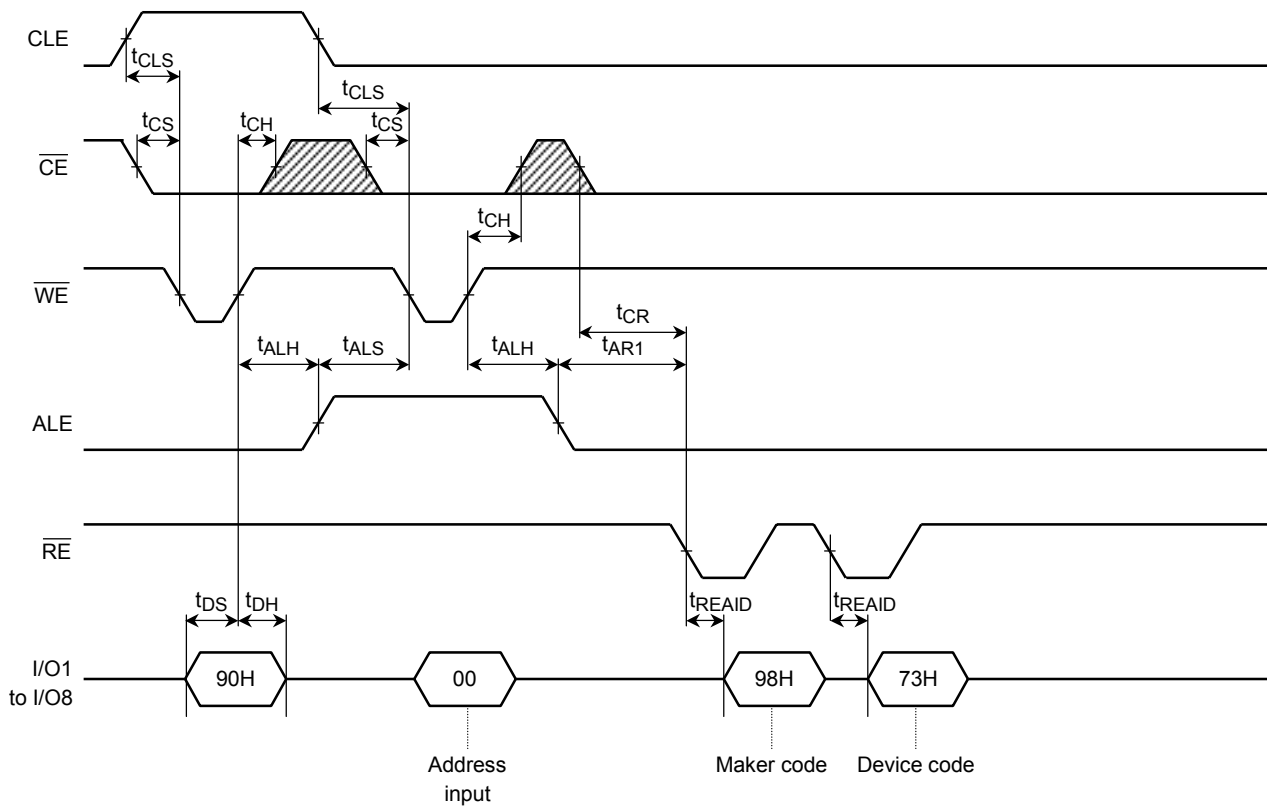 CLE
tCLS
tCLS
tCS
tCH
tCS
CE
tCH
WE
tCR
tALH
tALS
tALH
tAR1
ALE
RE
tDS
tDH
tREAID
tREAID
I/O1
to I/O8
90H
00
98H
73H
Address
input
Maker code
Device code